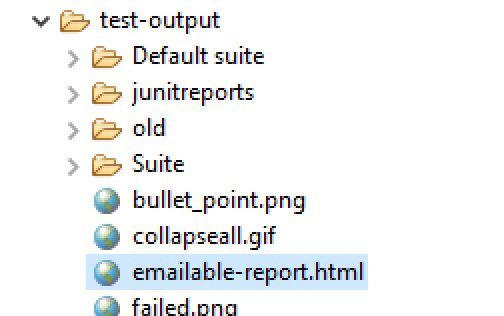 test-output
Default suite
junitreports
old
Suite
bullet_point.png
collapseall.gif
emailable-report.html
failed.png